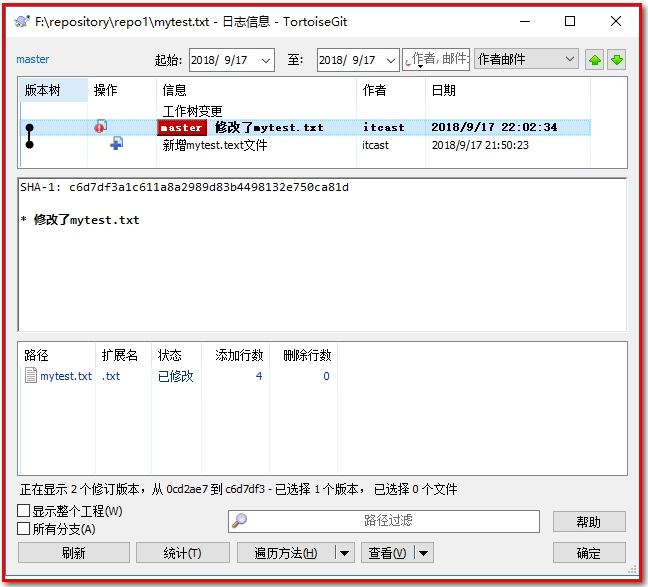 F:\repository\repo1\mytest.txt - 日志信息 - TortoiseGit
master 起始: 2018/ 9/17 至: 2018/ 9/17 作者, 邮件 作者邮件
版本树 操作 信息 作者 日期
工作树变更
master 修改了mytest.txt itcast 2018/9/17 22:02:34
新增mytest.text文件 itcast 2018/9/17 21:50:23
SHA-1: c6d7df3a1c611a8a2989d83b4498132e750ca81d
* 修改了mytest.txt
路径 扩展名 状态 添加行数 删除行数
mytest.txt .txt 已修改 4 0
正在显示 2 个修订版本，从 0cd2ae7 到 c6d7df3 - 已选择 1 个版本， 已选择 0 个文件
显示整个工程(W)
所有分支(A)
路径过滤 帮助
刷新 统计(T) 遍历方法(H) 查看(V) 确定